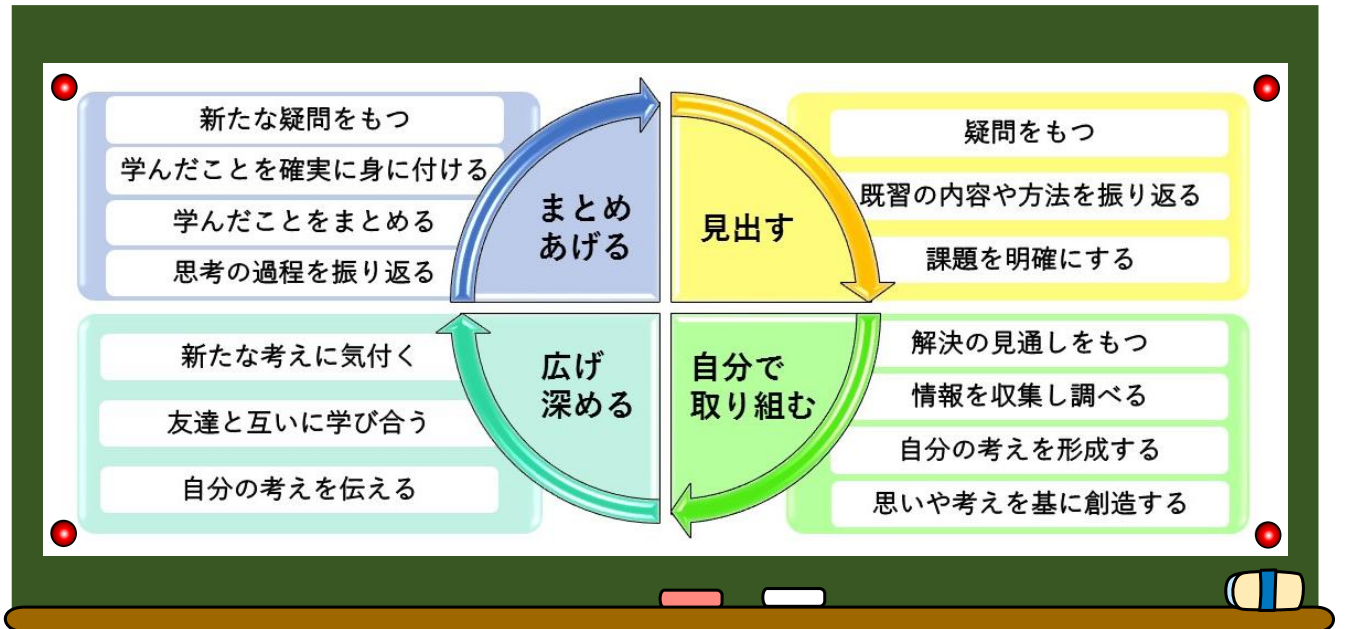 新たな疑問をもつ
学んだことを確実に身に付ける
学んだことをまとめる
思考の過程を振り返る
まとめ
あげる
見出す
疑問をもつ
既習の内容や方法を振り返る
課題を明確にする
新たな考えに気付く
友達と互いに学び合う
自分の考えを伝える
広げ
深める
自分で
取り組む
解決の見通しをもつ
情報を収集し調べる
自分の考えを形成する
思いや考えを基に創造する